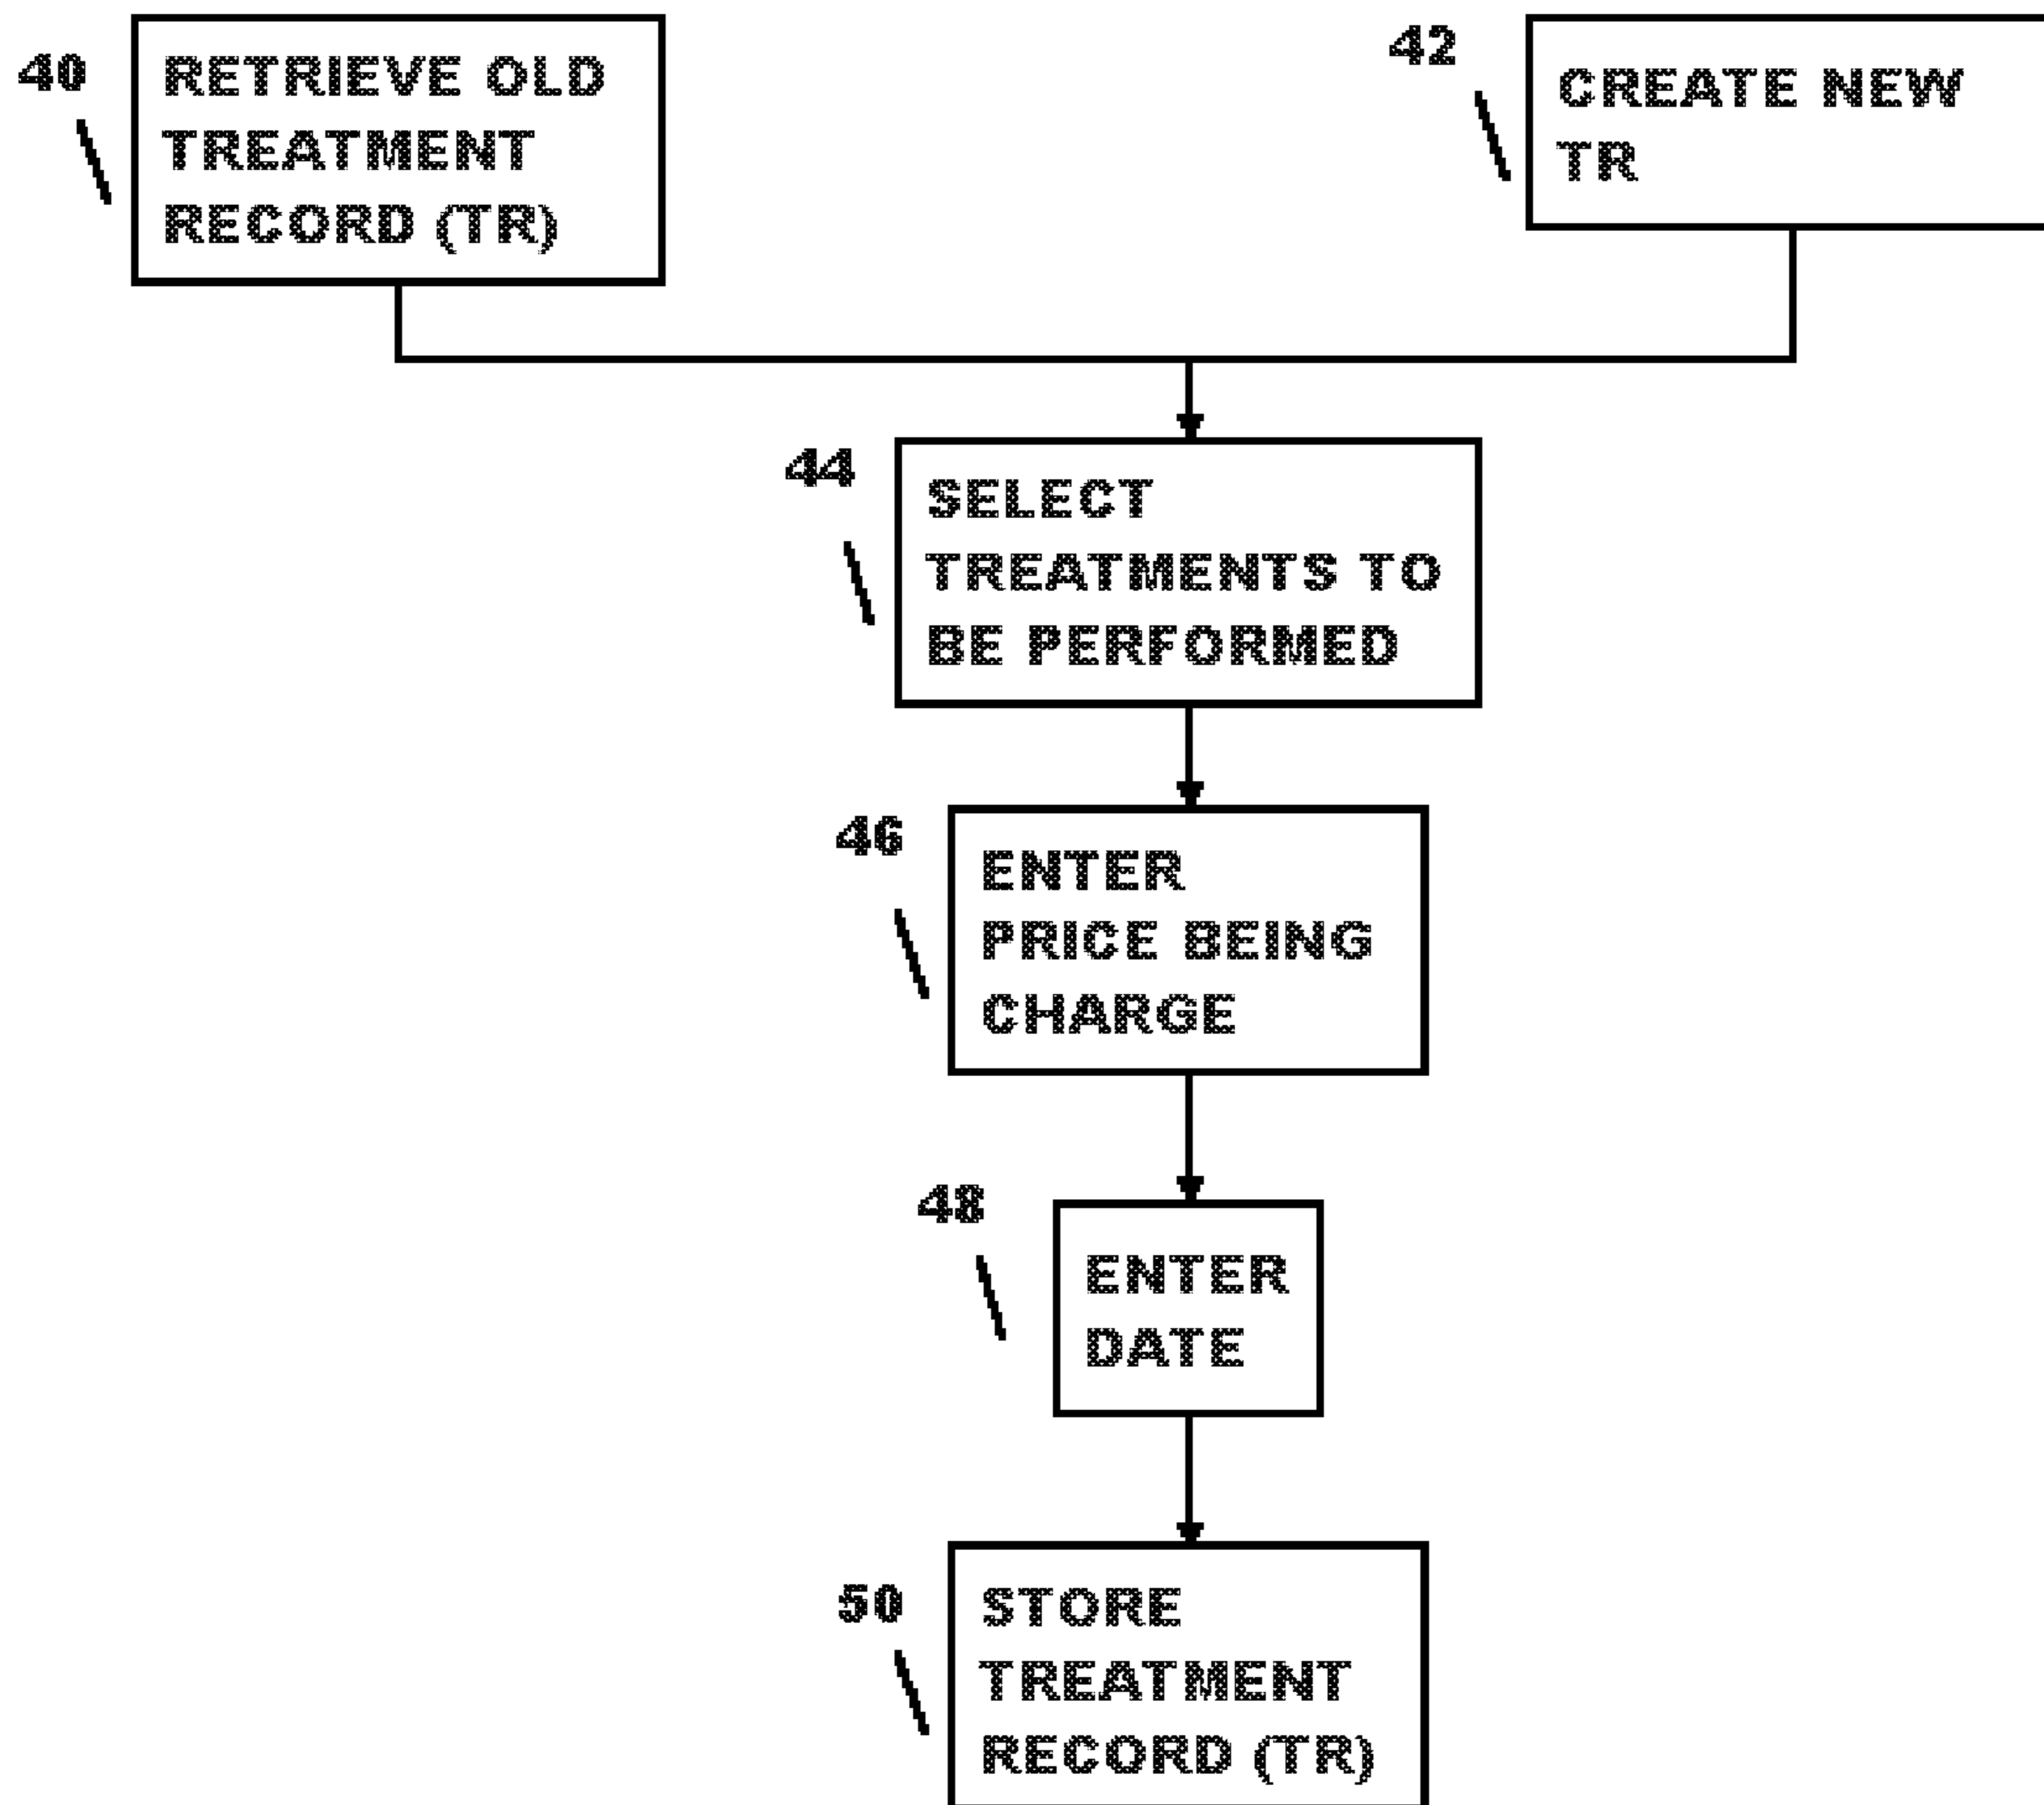 40
RETRIEVE OLD
TREATMENT
RECORD (TR)
42
CREATE NEW
TR
44
SELECT
TREATMENTS TO
BE PERFORMED
46
ENTER
PRICE BEING
CHARGE
48
ENTER
DATE
50
STORE
TREATMENT
RECORD (TR)